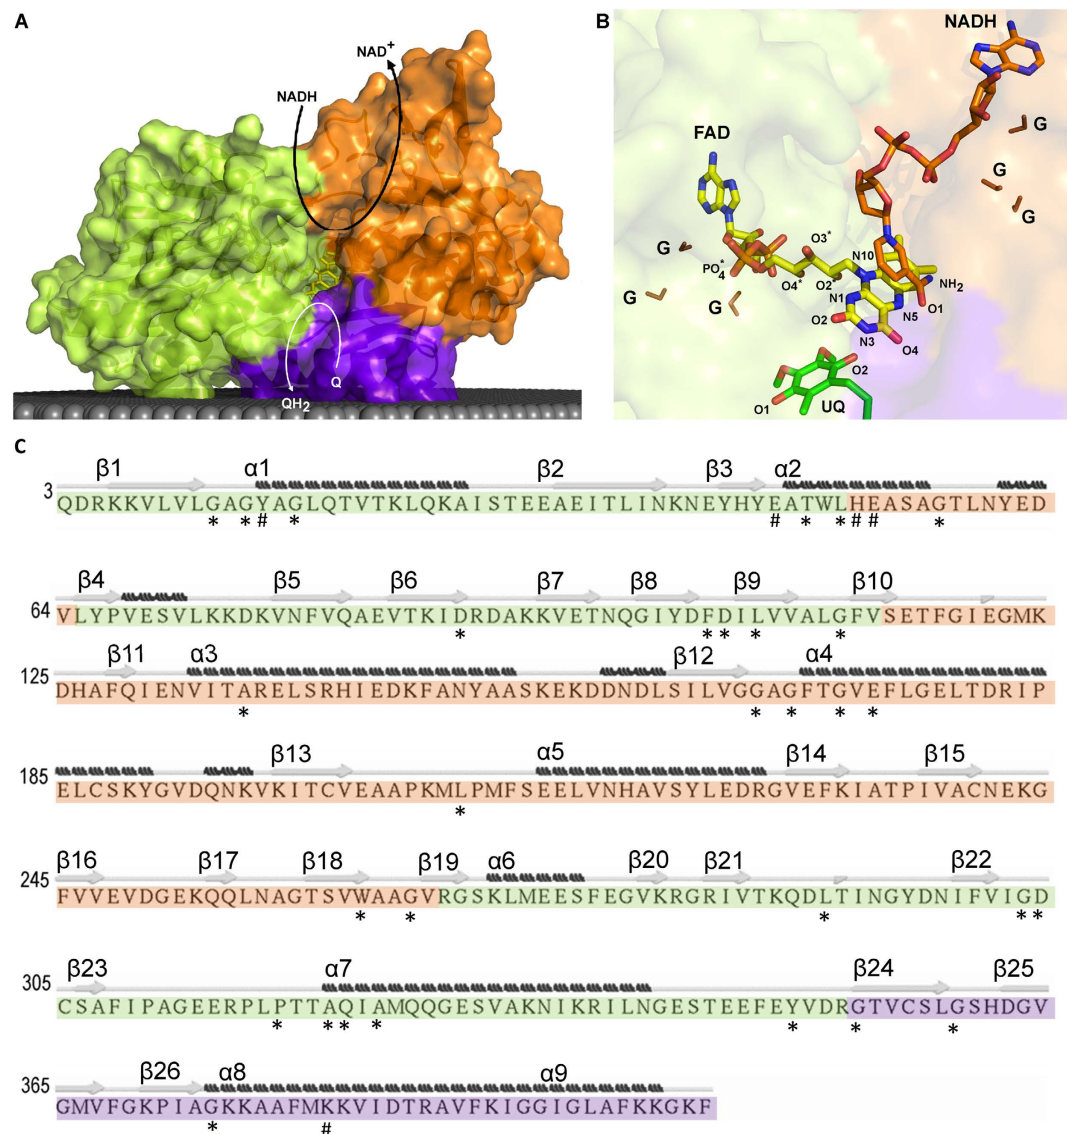 A
NAD+
NADH
Q
QH2
B
NADH
G
G
G
FAD
G
G
G
O3*
PO4*
O4*
O2*
N10
N1
NH2
O1
O2
N3
N5
O4
O2
O1
UQ
C
β1 α1 β2 β3 α2
3
QDRKKVLVLGAGYAGLQTVTKLQKAISTEEAEITLINKNEYHYEATWLHEASAGTLNYED
* * # * # * * # # *
β4 β5 β6 β7 β8 β9 β10
64
VLYPVESVLKKDKVNFVQAEVTKIDRDAKKVETNQGIYDFDILVVALGFVSETFGIEGMK
* * * * *
β11 α3 β12 α4
125
DHAFQIENVITARELSRHIEDKFANYAASKEKDDNDLSILVGGAGFTGVEFLGELTDRIP
* * * * *
β13 α5 β14 β15
185
ELCSKYGVDQNKVKITCVEAAPKMLPMFSEELVNHAVSYLEDRGVEFKIATPIVACNEKG
*
β16 β17 β18 β19 α6 β20 β21 β22
245
FVVEVDGEKQQLNAGTSVWAAGVRGSKLMEESFEGVKRGRIVTKQDLTINGYDNIFVIGD
* * * * *
β23 α7 β24 β25
305
CSAFIPAGEERPLPTTAQIAMQQGESVAKNIKRILNGESTEEFEYVDRGTVCSLGSHDGV
* * * * * * *
β26 α8 α9
365
GMVFGKPIAGKKAAFMKKVIDTRAVFKIGGIGLAFKKGKF
* #